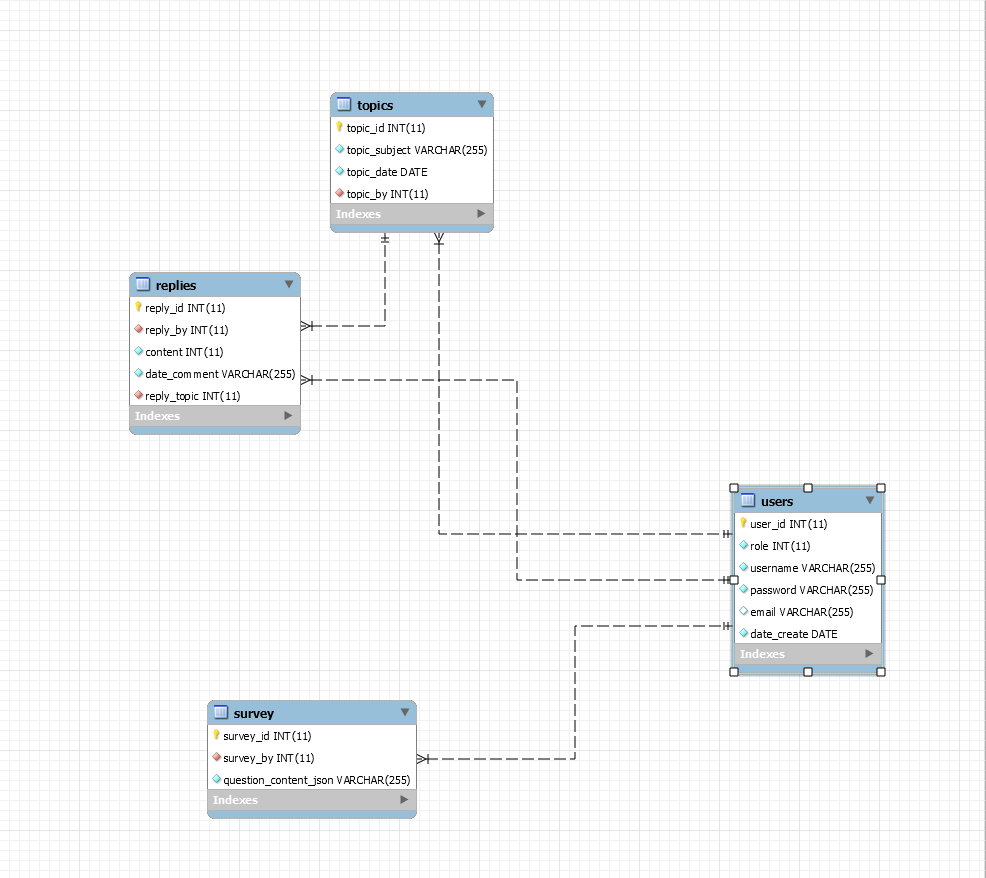 topics
topic_id INT(11)
topic_subject VARCHAR(255)
topic_date DATE
topic_by INT(11)
Indexes
replies
reply_id INT(11)
reply_by INT(11)
content INT(11)
date_comment VARCHAR(255)
reply_topic INT(11)
Indexes
users
user_id INT(11)
role INT(11)
username VARCHAR(255)
password VARCHAR(255)
email VARCHAR(255)
date_create DATE
Indexes
survey
survey_id INT(11)
survey_by INT(11)
question_content_json VARCHAR(255)
Indexes